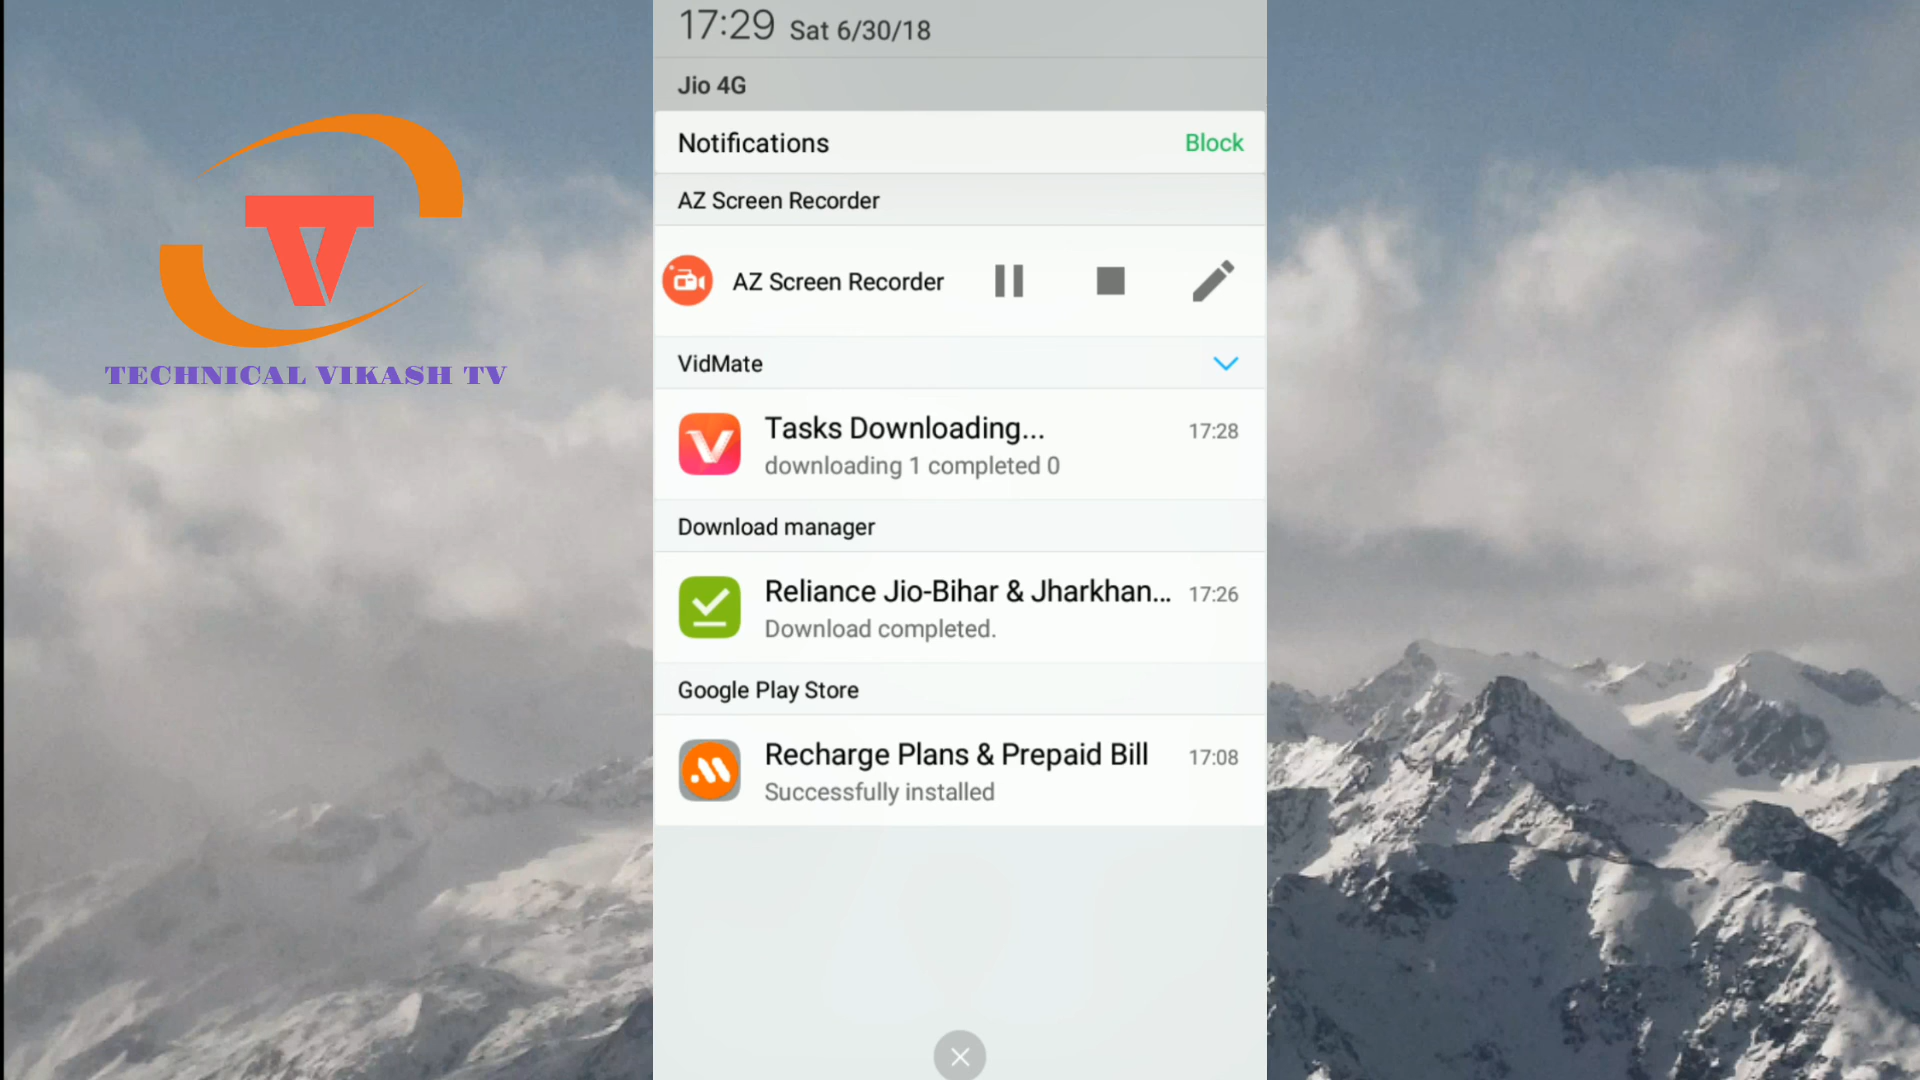 17:29 Sat 6/30/18
Jio 4G
Notifications Block
AZ Screen Recorder
AZ Screen Recorder
VidMate
Tasks Downloading... 17:28
downloading 1 completed 0
Download manager
Reliance Jio-Bihar & Jharkhan... 17:26
Download completed.
Google Play Store
Recharge Plans & Prepaid Bill 17:08
Successfully installed
TV
TECHNICAL VIKASH TV